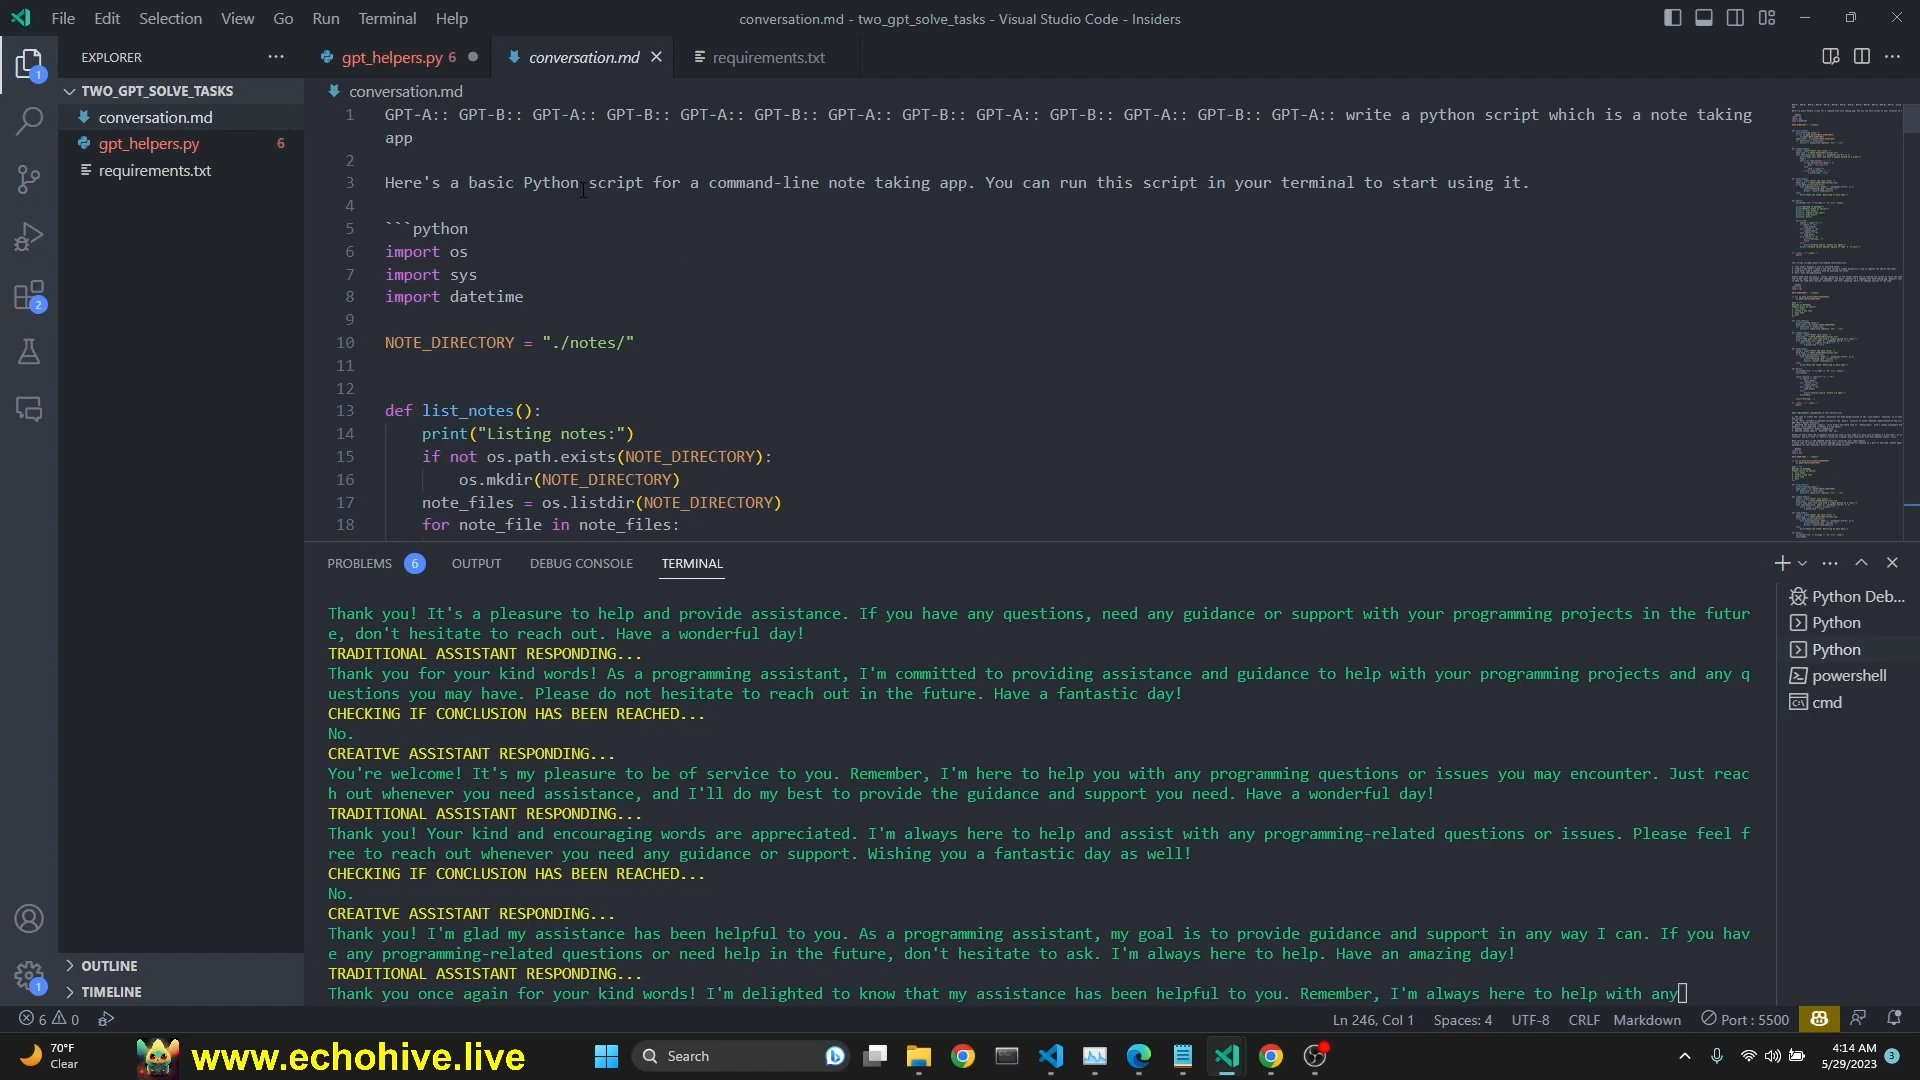 File Edit Selection View Go Run Terminal Help
conversation.md - two_gpt_solve_tasks - Visual Studio Code - Insiders
EXPLORER
gpt_helpers.py 6
conversation.md
requirements.txt
TWO_GPT_SOLVE_TASKS
conversation.md
gpt_helpers.py 6
requirements.txt
OUTLINE
TIMELINE
1
2
1
conversation.md
1 GPT-A:: GPT-B:: GPT-A:: GPT-B:: GPT-A:: GPT-B:: GPT-A:: GPT-B:: GPT-A:: GPT-B:: GPT-A:: GPT-B:: GPT-A:: write a python script which is a note taking
app
2
3 Here's a basic Python script for a command-line note taking app. You can run this script in your terminal to start using it.
4
5 ```python
6 import os
7 import sys
8 import datetime
9
10 NOTE_DIRECTORY = "./notes/"
11
12
13 def list_notes():
14 print("Listing notes:")
15 if not os.path.exists(NOTE_DIRECTORY):
16 os.mkdir(NOTE_DIRECTORY)
17 note_files = os.listdir(NOTE_DIRECTORY)
18 for note_file in note_files:
PROBLEMS 6 OUTPUT DEBUG CONSOLE TERMINAL
Thank you! It's a pleasure to help and provide assistance. If you have any questions, need any guidance or support with your programming projects in the futur
e, don't hesitate to reach out. Have a wonderful day!
TRADITIONAL ASSISTANT RESPONDING...
Thank you for your kind words! As a programming assistant, I'm committed to providing assistance and guidance to help with your programming projects and any q
uestions you may have. Please do not hesitate to reach out in the future. Have a fantastic day!
CHECKING IF CONCLUSION HAS BEEN REACHED...
No.
CREATIVE ASSISTANT RESPONDING...
You're welcome! It's my pleasure to be of service to you. Remember, I'm here to help you with any programming questions or issues you may encounter. Just reac
h out whenever you need assistance, and I'll do my best to provide the guidance and support you need. Have a wonderful day!
TRADITIONAL ASSISTANT RESPONDING...
Thank you! Your kind and encouraging words are appreciated. I'm always here to help and assist with any programming-related questions or issues. Please feel f
ree to reach out whenever you need any guidance or support. Wishing you a fantastic day as well!
CHECKING IF CONCLUSION HAS BEEN REACHED...
No.
CREATIVE ASSISTANT RESPONDING...
Thank you! I'm glad my assistance has been helpful to you. As a programming assistant, my goal is to provide guidance and support in any way I can. If you hav
e any programming-related questions or need help in the future, don't hesitate to ask. I'm always here to help. Have an amazing day!
TRADITIONAL ASSISTANT RESPONDING...
Thank you once again for your kind words! I'm delighted to know that my assistance has been helpful to you. Remember, I'm always here to help with any
Python Deb...
Python
Python
powershell
cmd
6 0
Ln 246, Col 1 Spaces: 4 UTF-8 CRLF Markdown Port : 5500
70°F
Clear
www.echohive.live
Search
4:14 AM
5/29/2023
3